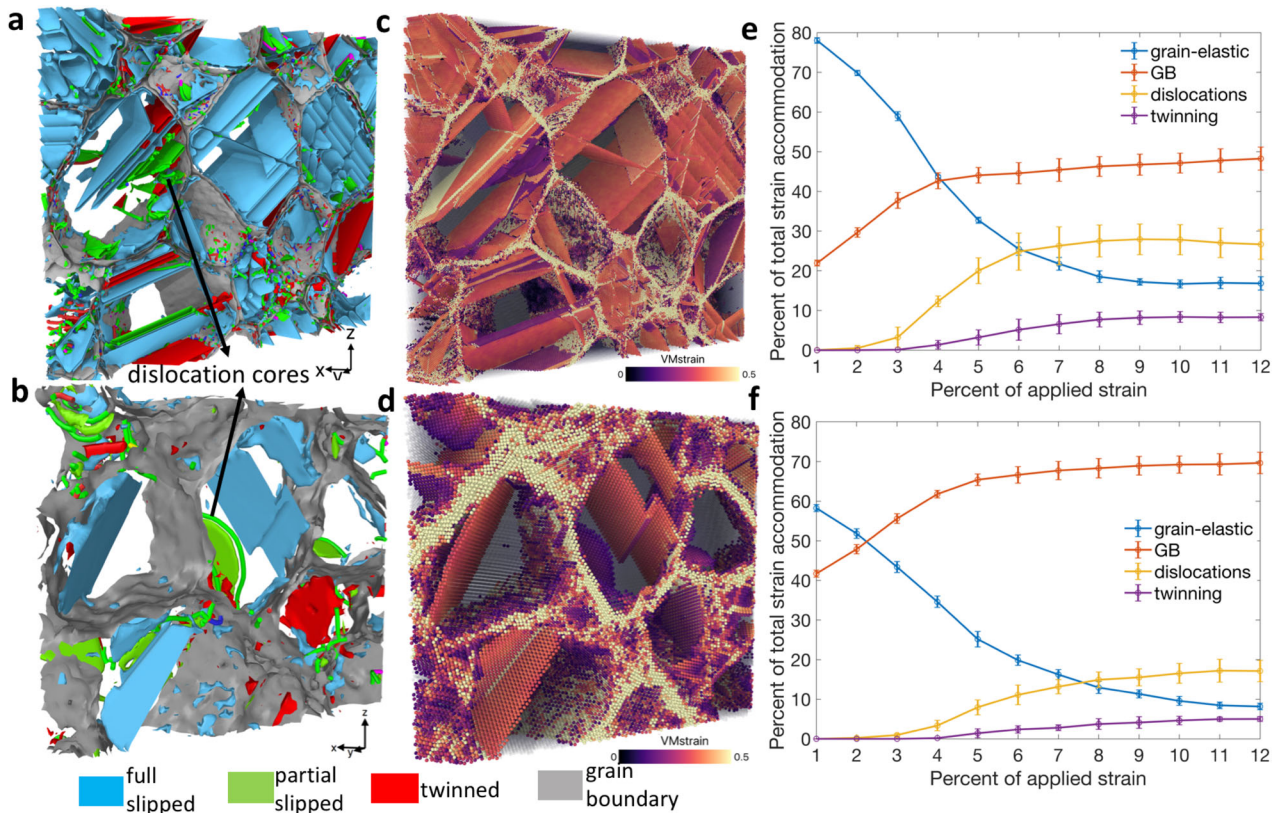 a
z
x
y
dislocation cores
b
z
x
y
full
slipped
partial
slipped
twinned
grain
boundary
c
VMstrain
0
0.5
d
VMstrain
0
0.5
e
80
70
60
50
40
30
20
10
0
Percent of total strain accommodation
grain-elastic
GB
dislocations
twinning
1 2 3 4 5 6 7 8 9 10 11 12
Percent of applied strain
f
80
70
60
50
40
30
20
10
0
Percent of total strain accommodation
grain-elastic
GB
dislocations
twinning
1 2 3 4 5 6 7 8 9 10 11 12
Percent of applied strain